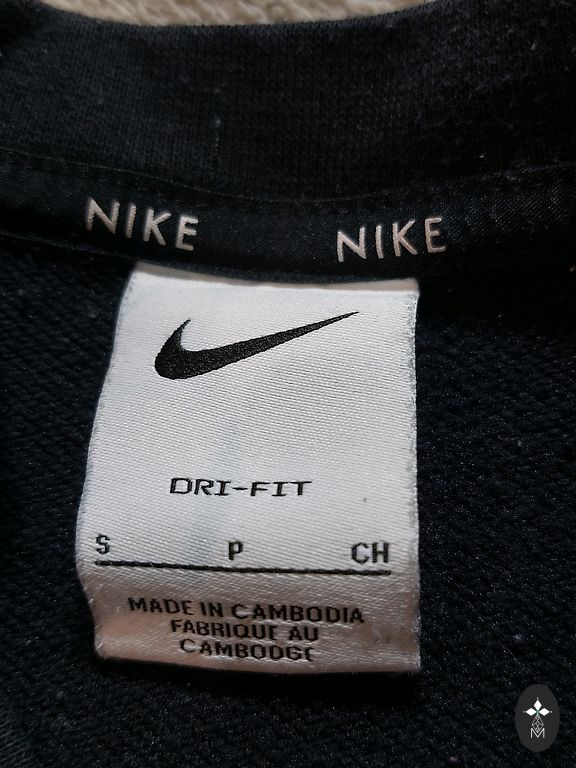 NIKE NIKE
DRI-FIT
S P CH
MADE IN CAMBODIA
FABRIQUE AU
CAMBODGE
M